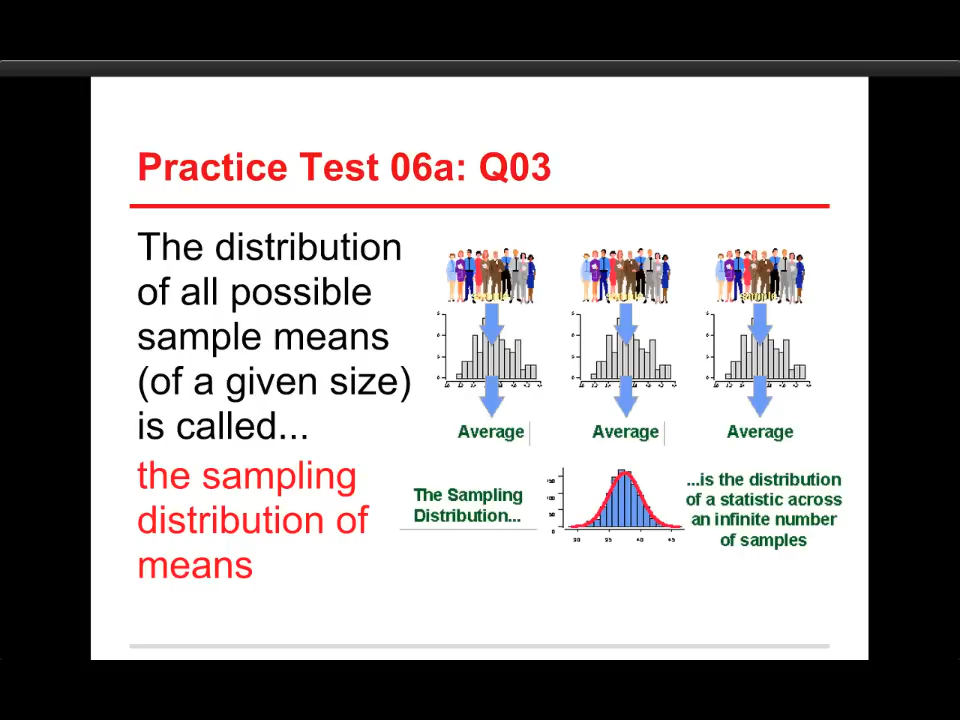 Practice Test 06a: Q03
The distribution
of all possible
sample means
(of a given size)
is called...
the sampling
distribution of
means
Average
Average
Average
The Sampling
Distribution...
...is the distribution
of a statistic across
an infinite number
of samples